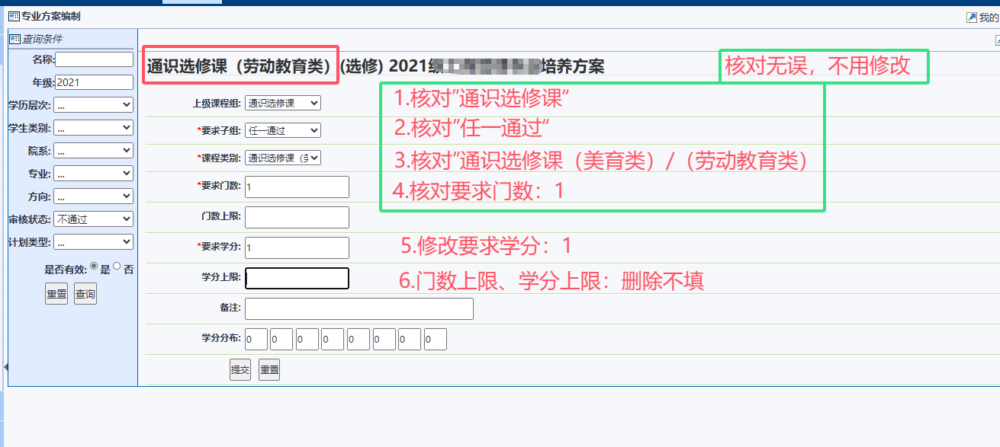 专业方案编制
我的
查询条件
名称:
年级: 2021
学历层次: ...
学生类别: ...
院系: ...
专业: ...
方向: ...
审核状态: 不通过
计划类型: ...
是否有效: 是 否
重置 查询
通识选修课（劳动教育类）(选修) 2021级 培养方案
核对无误，不用修改
上级课程组: 通识选修课
*要求子组: 任一通过
*课程类别: 通识选修课（劳
*要求门数: 1
门数上限:
*要求学分: 1
学分上限:
备注:
学分分布: 0 0 0 0 0 0 0 0
提交 重置
1.核对”通识选修课“
2.核对”任一通过“
3.核对”通识选修课（美育类）/（劳动教育类）
4.核对要求门数：1
5.修改要求学分：1
6.门数上限、学分上限：删除不填